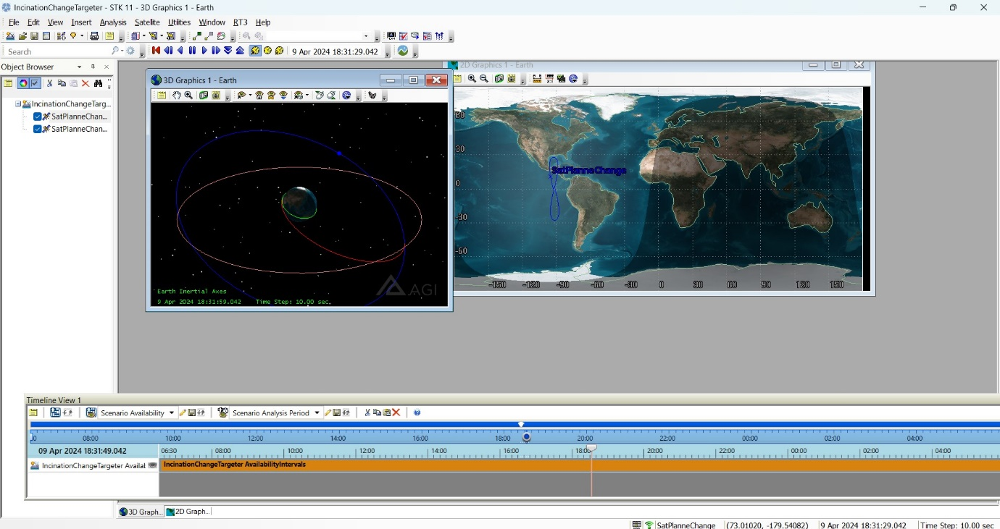 IncinationChangeTargeter - STK 11 - 3D Graphics 1 - Earth
File Edit View Insert Analysis Satellite Utilities Window RT3 Help
9 Apr 2024 18:31:29.042
Search
Object Browser
IncinationChangeTarg...
SatPlanneChan...
SatPlanneChan...
3D Graphics 1 - Earth
Earth Inertial Axes
9 Apr 2024 18:31:59.042 Time Step: 10.00 sec.
AGI
2D Graphics 1 - Earth
60
30
0
-30
-60
SatPlanneChange
-150 -120 -90 -60 -30 0 30 60 90 120 150
Timeline View 1
Scenario Availability Scenario Analysis Period
08:00 10:00 12:00 14:00 16:00 18:00 20:00 22:00 00:00 02:00 04:00
09 Apr 2024 18:31:49.042 06:30 08:00 10:00 12:00 14:00 16:00 18:0 20:00 22:00 00:00 02:00 04:00
IncinationChangeTargeter Availal IncinationChangeTargeter AvailabilityIntervals
3D Graph... 2D Graph...
SatPlanneChange (73.01020, -179.54082) 9 Apr 2024 18:31:29.042 Time Step: 10.00 sec